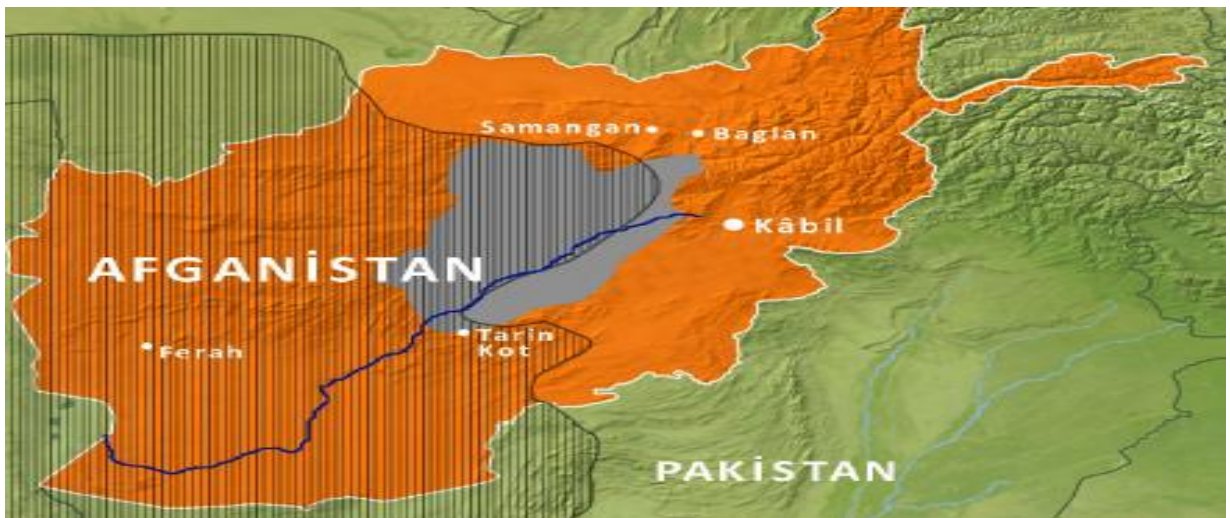 Samangan
Baglan
Kâbil
AFGANİSTAN
Tarin
Kot
Ferah
PAKİSTAN